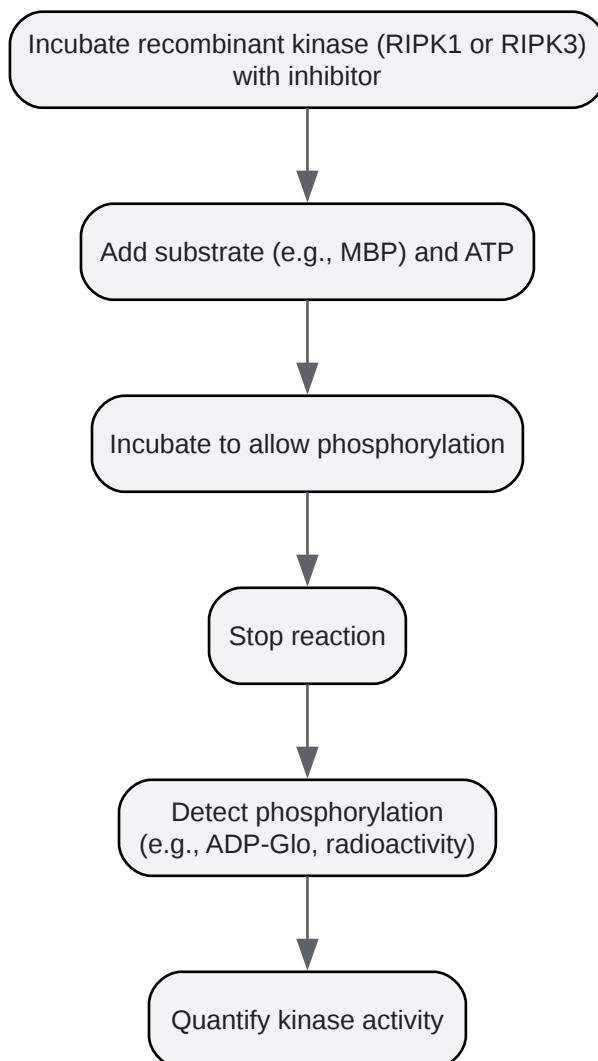 Incubate recombinant kinase (RIPK1 or RIPK3)
with inhibitor
Add substrate (e.g., MBP) and ATP
Incubate to allow phosphorylation
Stop reaction
Detect phosphorylation
(e.g., ADP-Glo, radioactivity)
Quantify kinase activity